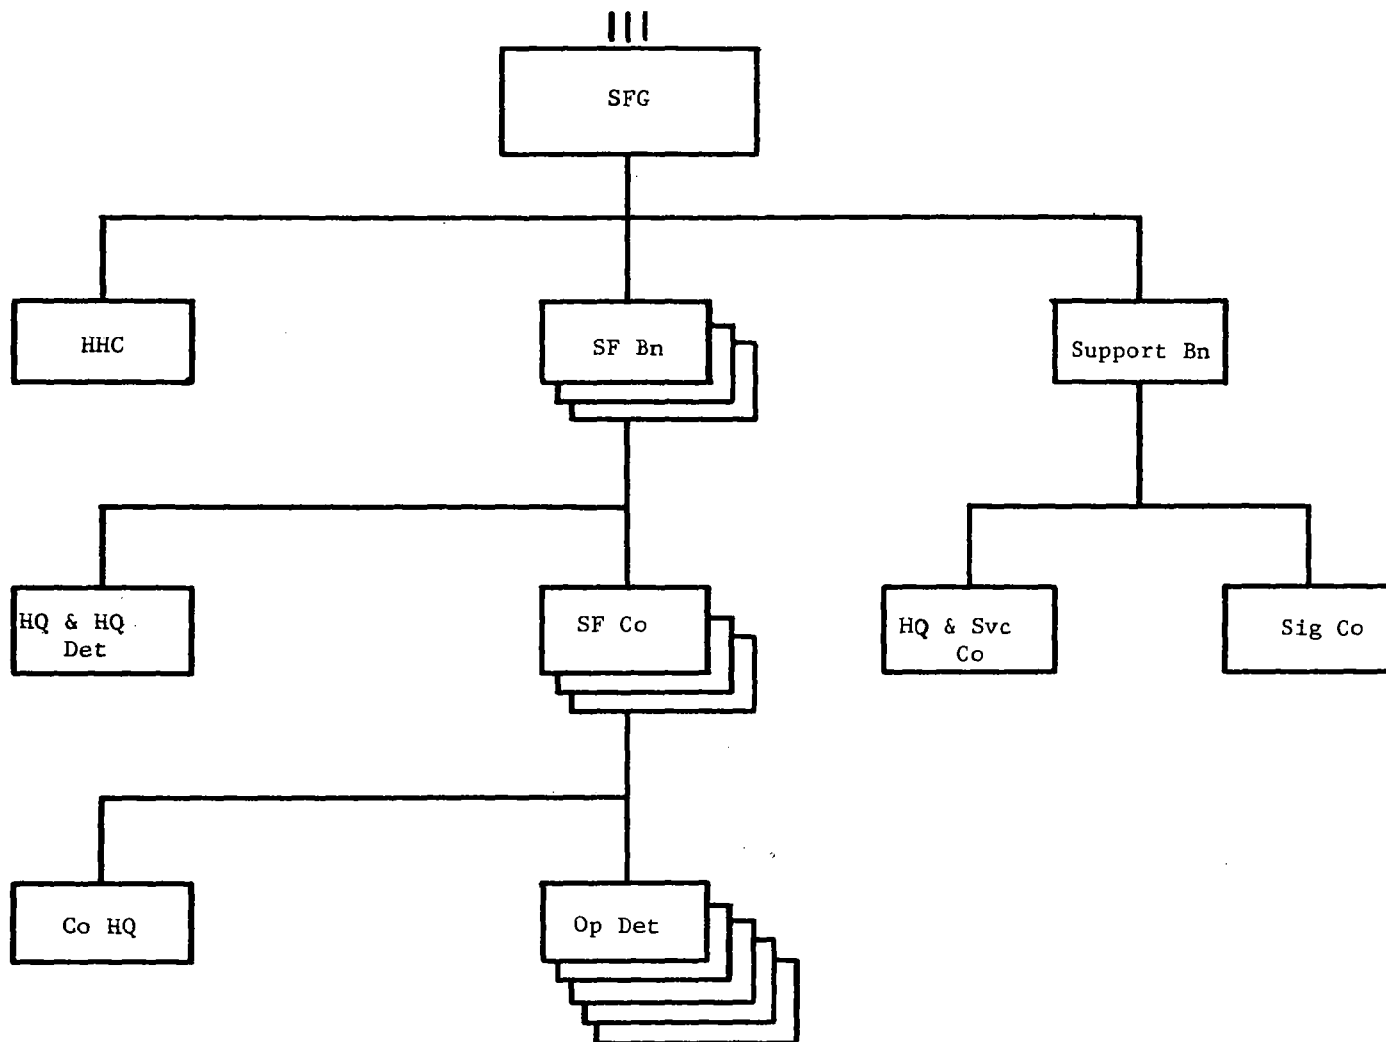 SFG
HHC
SF Bn
Support Bn
HQ & HQ
Det
SF Co
HQ & Svc
Co
Sig Co
Co HQ
Op Det